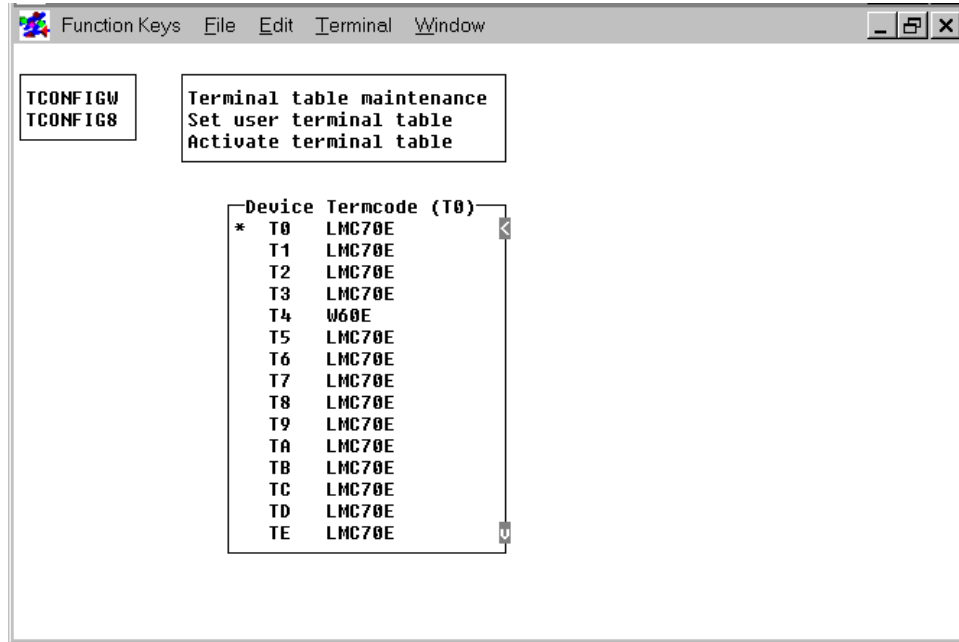 Function Keys File Edit Terminal Window
TCONFIGW
TCONFIG8
Terminal table maintenance
Set user terminal table
Activate terminal table
Device Termcode (T0)
* T0 LMC70E <
T1 LMC70E
T2 LMC70E
T3 LMC70E
T4 W60E
T5 LMC70E
T6 LMC70E
T7 LMC70E
T8 LMC70E
T9 LMC70E
TA LMC70E
TB LMC70E
TC LMC70E
TD LMC70E
TE LMC70E v